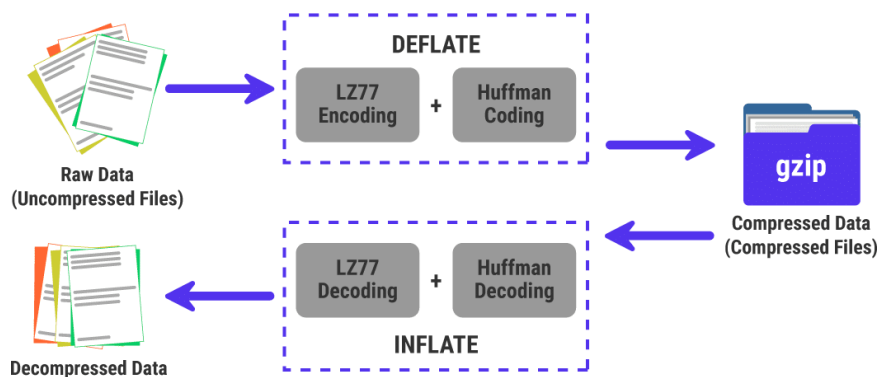 DEFLATE
LZ77
Encoding
+
Huffman
Coding
Raw Data
(Uncompressed Files)
gzip
Compressed Data
(Compressed Files)
LZ77
Decoding
+
Huffman
Decoding
INFLATE
Decompressed Data